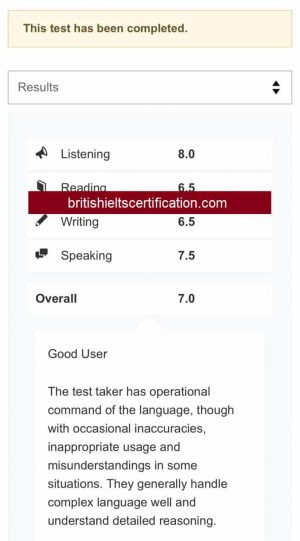 This test has been completed.
Results
Listening 8.0
Reading 6.5
britishieltscertification.com
Writing 6.5
Speaking 7.5
Overall 7.0
Good User
The test taker has operational
command of the language, though
with occasional inaccuracies,
inappropriate usage and
misunderstandings in some
situations. They generally handle
complex language well and
understand detailed reasoning.